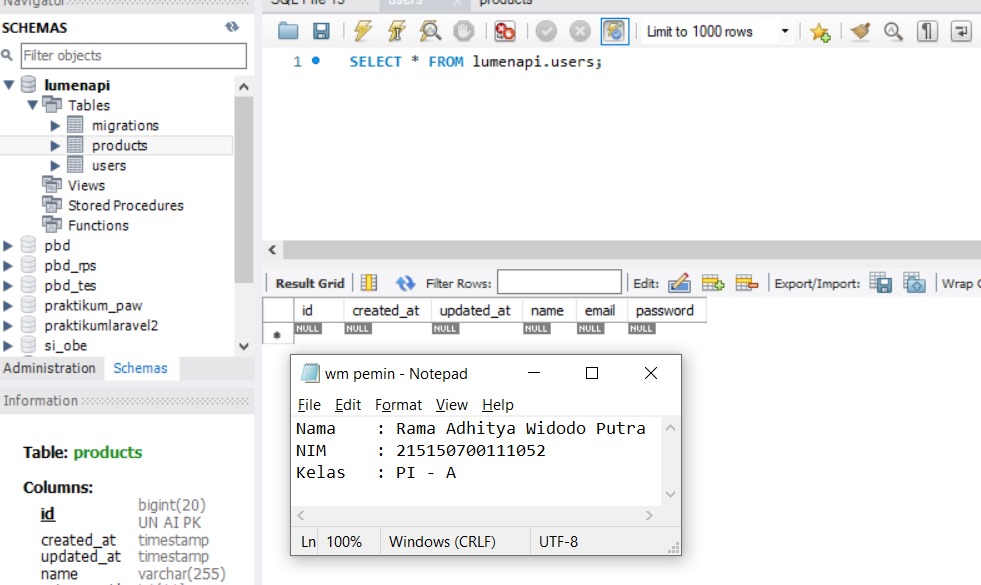 Navigator
SQL File 15 users products
SCHEMAS
Filter objects
Limit to 1000 rows
1 SELECT * FROM lumenapi.users;
lumenapi
Tables
migrations
products
users
Views
Stored Procedures
Functions
pbd
pbd_rps
pbd_tes
praktikum_paw
praktikumlaravel2
si_obe
Administration Schemas
Information
Table: products
Columns:
id bigint(20)
UN AI PK
created_at timestamp
updated_at timestamp
name varchar(255)
Result Grid Filter Rows: Edit: Export/Import: Wrap
id created_at updated_at name email password
NULL NULL NULL NULL NULL NULL
wm pemin - Notepad
File Edit Format View Help
Nama : Rama Adhitya Widodo Putra
NIM : 215150700111052
Kelas : PI - A
Ln 100% Windows (CRLF) UTF-8